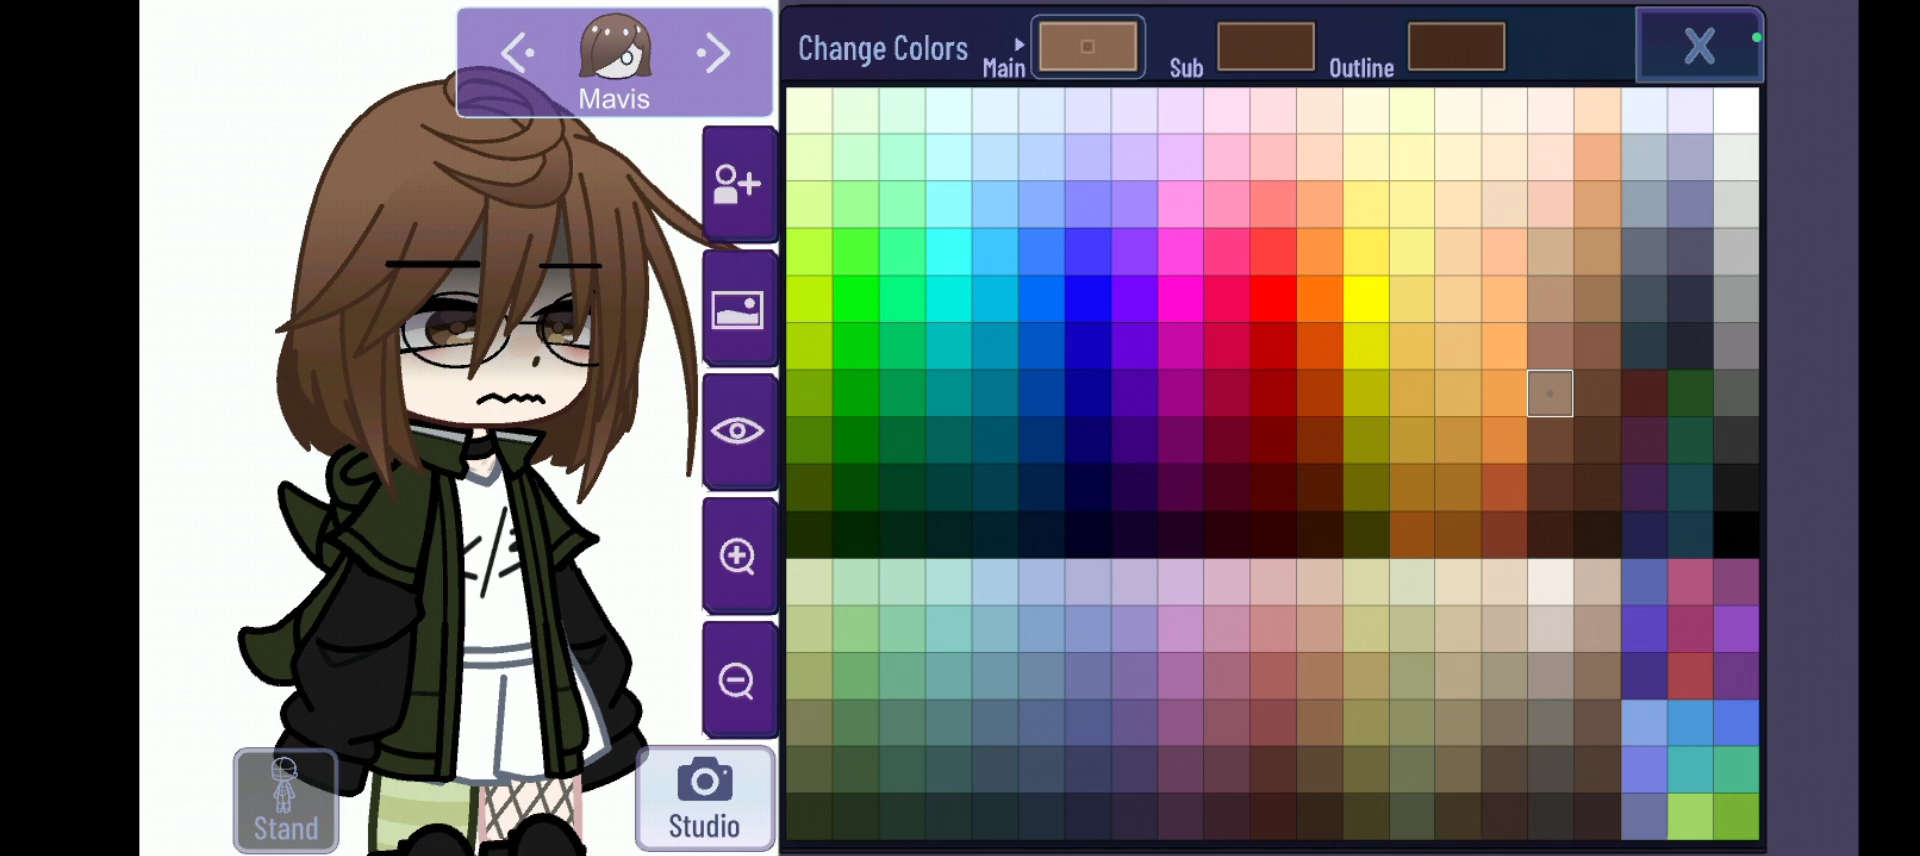 Mavis
Change Colors
Main
Sub
Outline
X
Stand
Studio